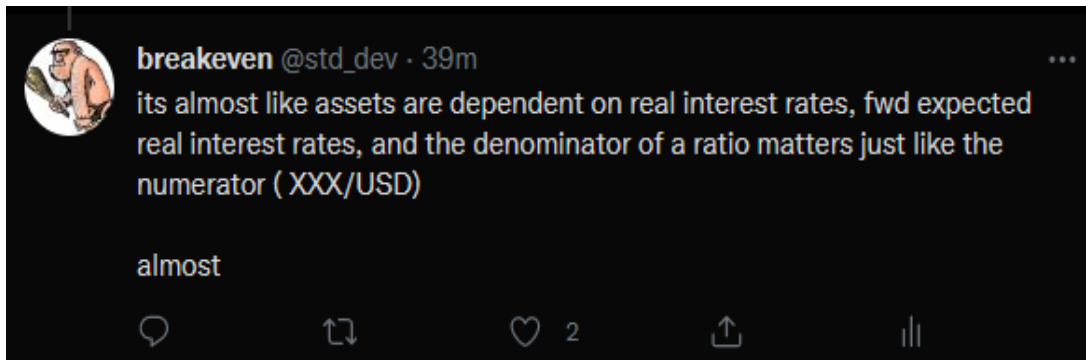 breakeven @std_dev · 39m
its almost like assets are dependent on real interest rates, fwd expected
real interest rates, and the denominator of a ratio matters just like the
numerator ( XXX/USD)
almost
2